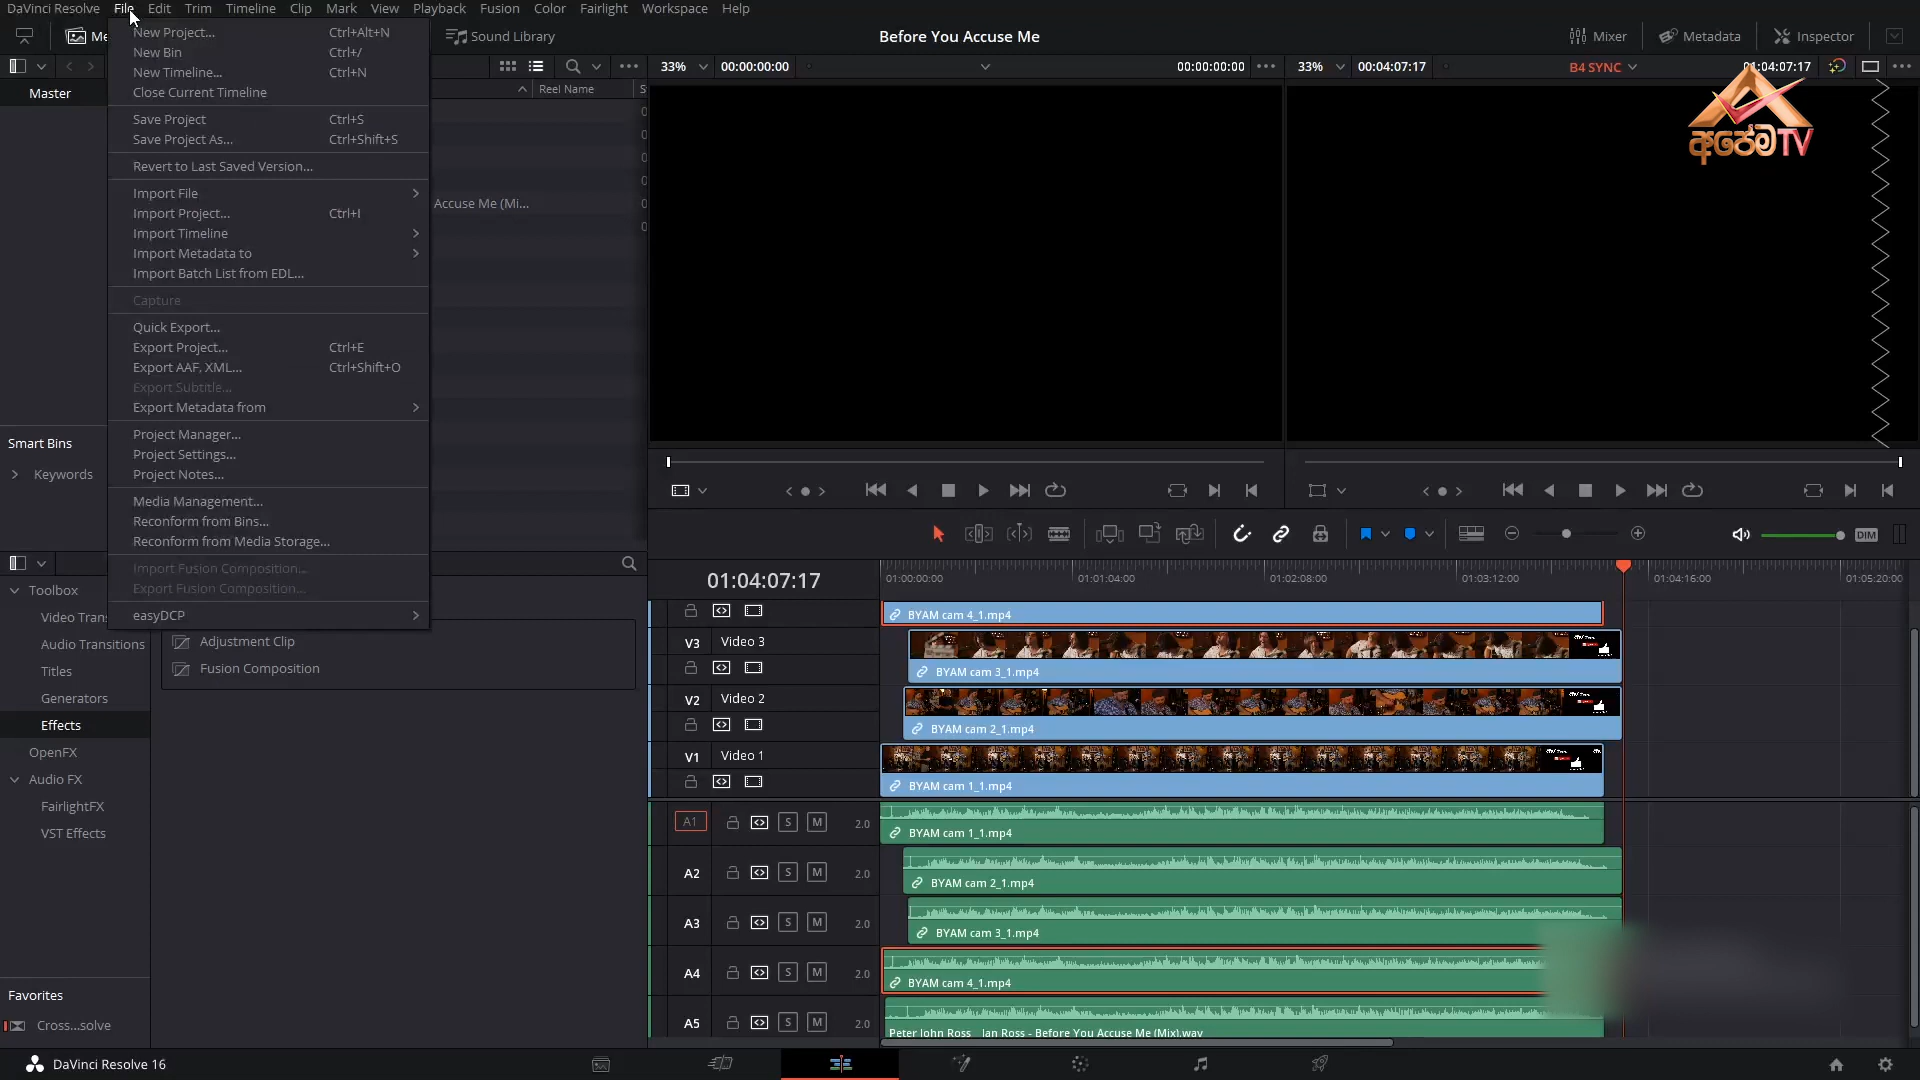 DaVinci Resolve File Edit Trim Timeline Clip Mark View Playback Fusion Color Fairlight Workspace Help
Me
Sound Library
Before You Accuse Me
Mixer
Metadata
Inspector
33%
00:00:00:00
00:00:00:00
33%
00:04:07:17
B4 SYNC
01:04:07:17
අපේම TV
Master
Reel Name
Accuse Me (Mi...
New Project... Ctrl+Alt+N
New Bin Ctrl+/
New Timeline... Ctrl+N
Close Current Timeline
Save Project Ctrl+S
Save Project As... Ctrl+Shift+S
Revert to Last Saved Version...
Import File
Import Project... Ctrl+I
Import Timeline
Import Metadata to
Import Batch List from EDL...
Capture
Quick Export...
Export Project... Ctrl+E
Export AAF, XML... Ctrl+Shift+O
Export Subtitle...
Export Metadata from
Project Manager...
Project Settings...
Project Notes...
Media Management...
Reconform from Bins...
Reconform from Media Storage...
Import Fusion Composition...
Export Fusion Composition...
easyDCP
Smart Bins
Keywords
Toolbox
Video Tran
Audio Transitions
Titles
Generators
Effects
OpenFX
Audio FX
FairlightFX
VST Effects
Favorites
Cross...solve
Adjustment Clip
Fusion Composition
DIM
01:04:07:17
01:00:00:00
01:01:04:00
01:02:08:00
01:03:12:00
01:04:16:00
01:05:20:00
BYAM cam 4_1.mp4
V3 Video 3
BYAM cam 3_1.mp4
V2 Video 2
BYAM cam 2_1.mp4
V1 Video 1
BYAM cam 1_1.mp4
A1 S M 2.0
BYAM cam 1_1.mp4
A2 S M 2.0
BYAM cam 2_1.mp4
A3 S M 2.0
BYAM cam 3_1.mp4
A4 S M 2.0
BYAM cam 4_1.mp4
A5 S M 2.0
Peter John Ross _ Ian Ross - Before You Accuse Me (Mix).wav
DaVinci Resolve 16